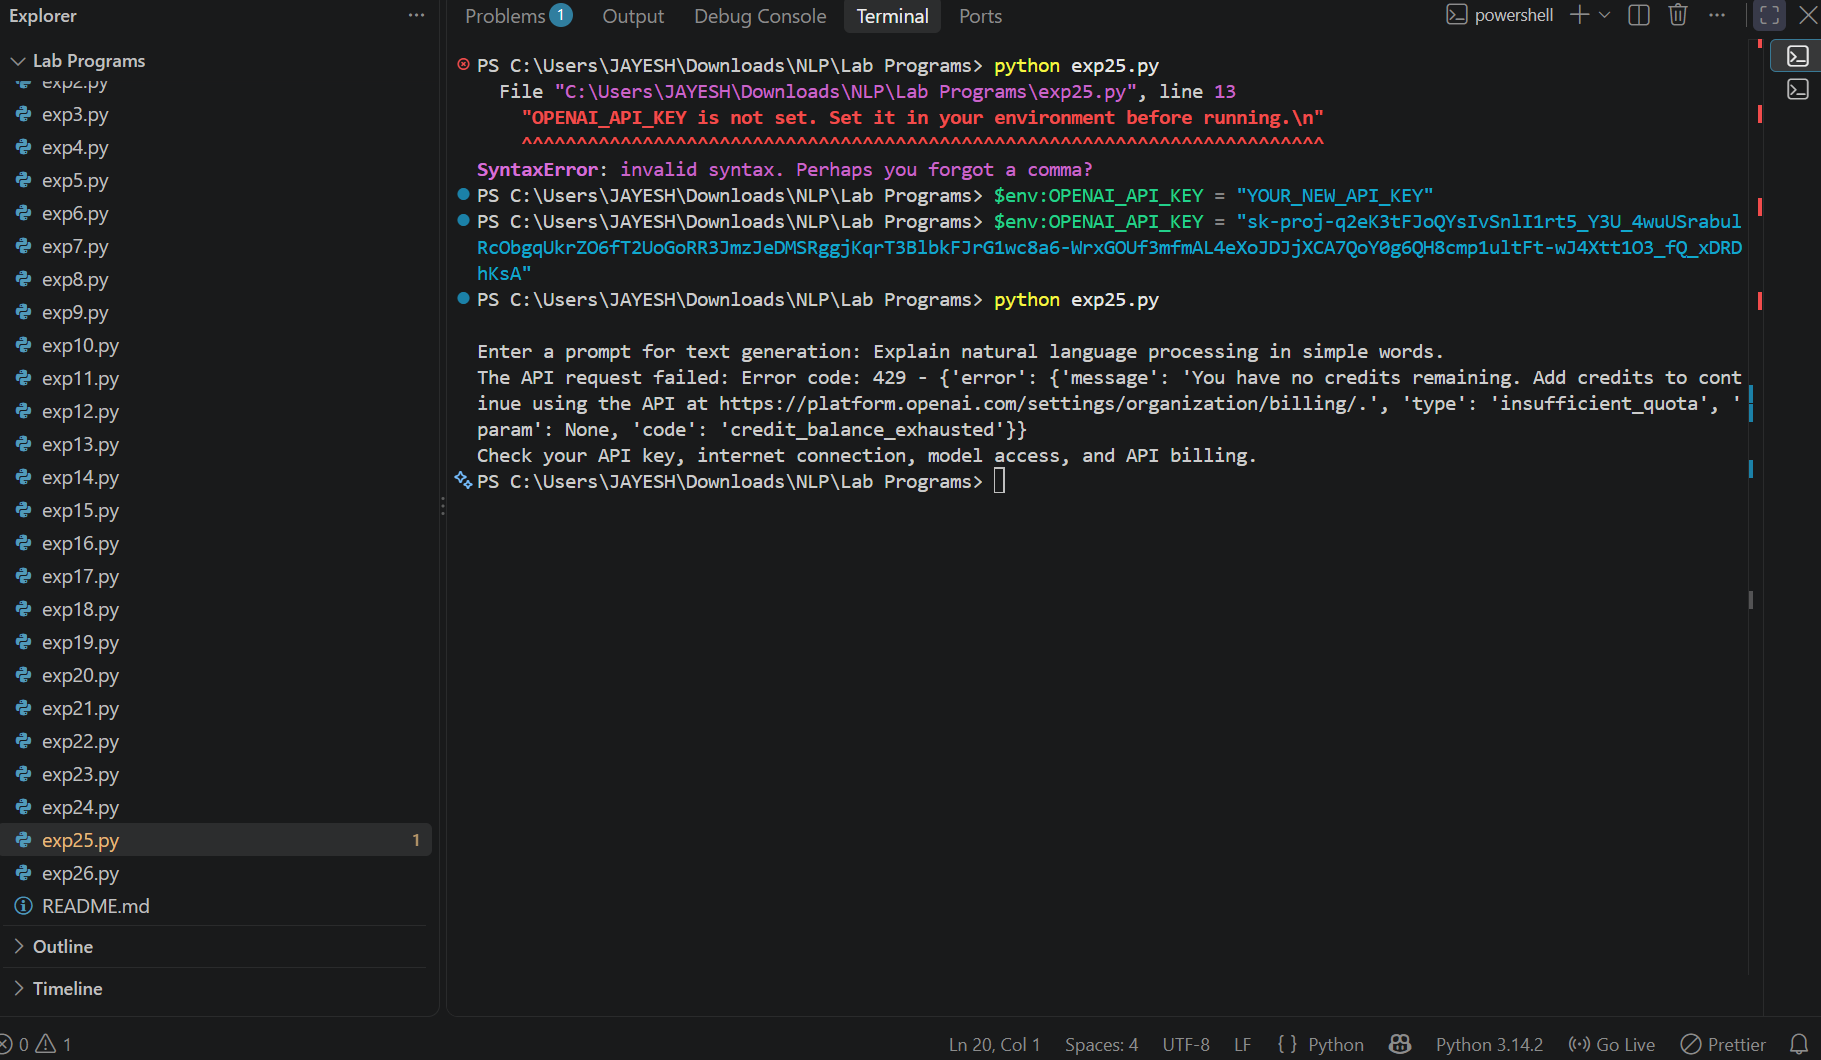 Explorer
Lab Programs
exp2.py
exp3.py
exp4.py
exp5.py
exp6.py
exp7.py
exp8.py
exp9.py
exp10.py
exp11.py
exp12.py
exp13.py
exp14.py
exp15.py
exp16.py
exp17.py
exp18.py
exp19.py
exp20.py
exp21.py
exp22.py
exp23.py
exp24.py
exp25.py 1
exp26.py
README.md
Outline
Timeline
Problems 1 Output Debug Console Terminal Ports powershell
PS C:\Users\JAYESH\Downloads\NLP\Lab Programs> python exp25.py
File "C:\Users\JAYESH\Downloads\NLP\Lab Programs\exp25.py", line 13
"OPENAI_API_KEY is not set. Set it in your environment before running.\n"
^^^^^^^^^^^^^^^^^^^^^^^^^^^^^^^^^^^^^^^^^^^^^^^^^^^^^^^^^^^^^^^^^^^^^^^^^
SyntaxError: invalid syntax. Perhaps you forgot a comma?
PS C:\Users\JAYESH\Downloads\NLP\Lab Programs> $env:OPENAI_API_KEY = "YOUR_NEW_API_KEY"
PS C:\Users\JAYESH\Downloads\NLP\Lab Programs> $env:OPENAI_API_KEY = "sk-proj-q2eK3tFJoQYsIvSnlI1rt5_Y3U_4wuUSrabul
RcObgqUkrZO6fT2UoGoRR3JmzJeDMSRggjKqrT3BlbkFJrG1wc8a6-WrxGOUf3mfmAL4eXoJDJjXCA7QoY0g6QH8cmp1ultFt-wJ4Xtt1O3_fQ_xDRD
hKsA"
PS C:\Users\JAYESH\Downloads\NLP\Lab Programs> python exp25.py
Enter a prompt for text generation: Explain natural language processing in simple words.
The API request failed: Error code: 429 - {'error': {'message': 'You have no credits remaining. Add credits to cont
inue using the API at https://platform.openai.com/settings/organization/billing/.', 'type': 'insufficient_quota', '
param': None, 'code': 'credit_balance_exhausted'}}
Check your API key, internet connection, model access, and API billing.
PS C:\Users\JAYESH\Downloads\NLP\Lab Programs>
0 1 Ln 20, Col 1 Spaces: 4 UTF-8 LF { } Python Python 3.14.2 Go Live Prettier